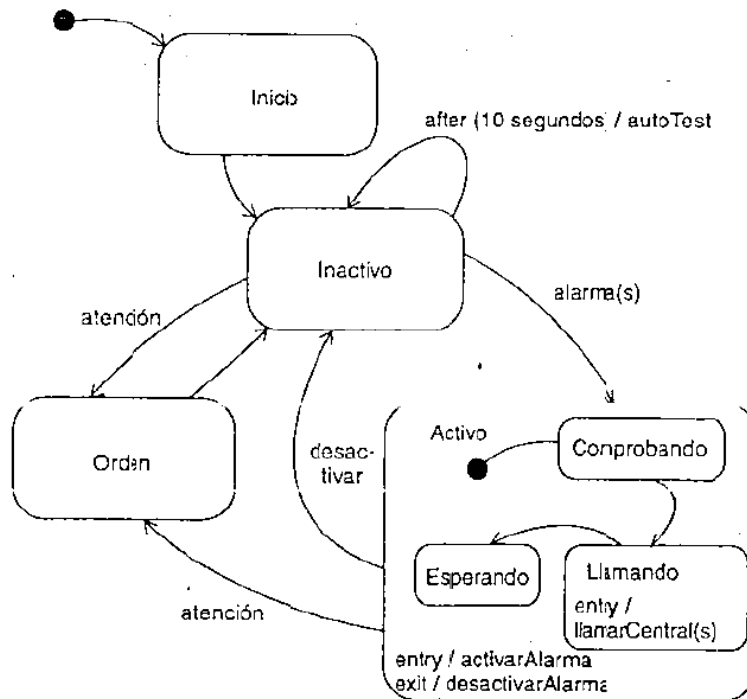 Inicio
after (10 segundos) / autoTest
Inactivo
alarma(s)
atención
Activo
Comprobando
Orden
desac-
tivar
Esperando
Llamando
entry /
llamarCentral(s)
atención
entry / activarAlarma
exit / desactivarAlarma